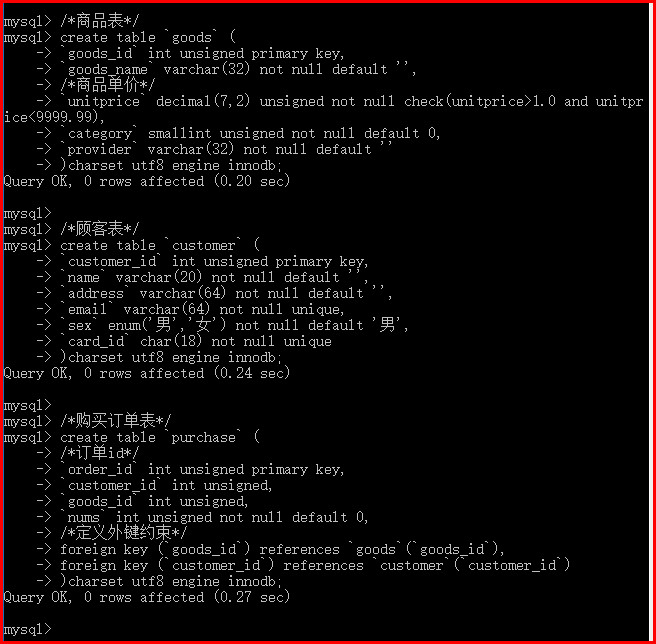 mysql> /*商品表*/
mysql> create table `goods` (
    -> `goods_id` int unsigned primary key,
    -> `goods_name` varchar(32) not null default '',
    -> /*商品单价*/
    -> `unitprice` decimal(7,2) unsigned not null check(unitprice>1.0 and unitpr
ice<9999.99),
    -> `category` smallint unsigned not null default 0,
    -> `provider` varchar(32) not null default ''
    -> )charset utf8 engine innodb;
Query OK, 0 rows affected (0.20 sec)

mysql>
mysql> /*顾客表*/
mysql> create table `customer` (
    -> `customer_id` int unsigned primary key,
    -> `name` varchar(20) not null default '',
    -> `address` varchar(64) not null default '',
    -> `email` varchar(64) not null unique,
    -> `sex` enum('男','女') not null default '男',
    -> `card_id` char(18) not null unique
    -> )charset utf8 engine innodb;
Query OK, 0 rows affected (0.24 sec)

mysql>
mysql> /*购买订单表*/
mysql> create table `purchase` (
    -> /*订单id*/
    -> `order_id` int unsigned primary key,
    -> `customer_id` int unsigned,
    -> `goods_id` int unsigned,
    -> `nums` int unsigned not null default 0,
    -> /*定义外键约束*/
    -> foreign key (`goods_id`) references `goods`(`goods_id`),
    -> foreign key (`customer_id`) references `customer`(`customer_id`)
    -> )charset utf8 engine innodb;
Query OK, 0 rows affected (0.27 sec)

mysql>